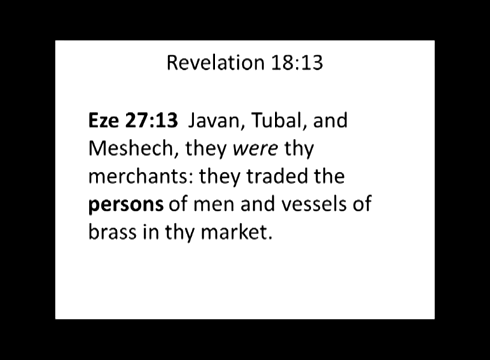 Revelation 18:13
Eze 27:13 Javan, Tubal, and
Meshech, they were thy
merchants: they traded the
persons of men and vessels of
brass in thy market.